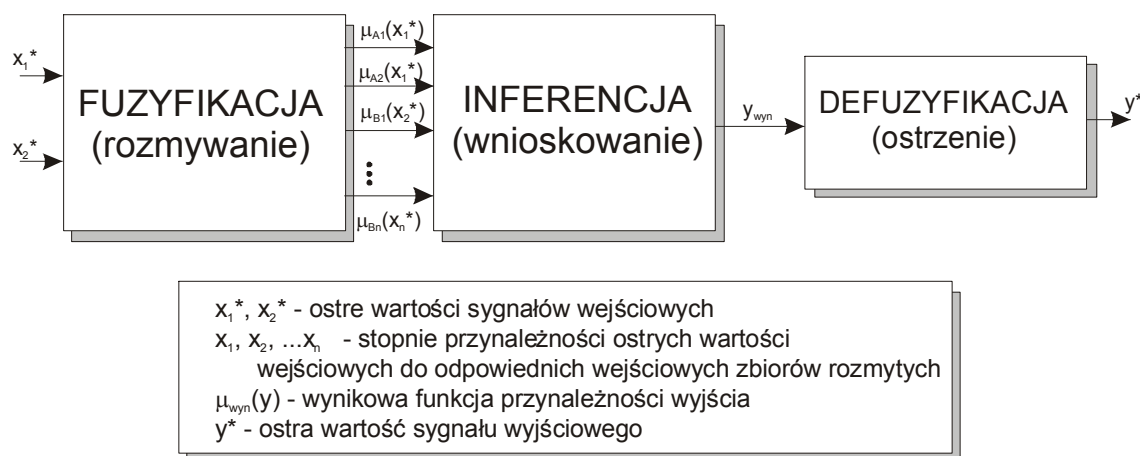 x₁*
x₂*
FUZYFIKACJA
(rozmywanie)
μA1(x₁*)
μA2(x₁*)
μB1(x₂*)
μBn(xₙ*)
INFERENCJA
(wnioskowanie)
ywyn
DEFUZYFIKACJA
(ostrzenie)
y*
x₁*, x₂* - ostre wartości sygnałów wejściowych
x₁, x₂, ...xₙ - stopnie przynależności ostrych wartości
wejściowych do odpowiednich wejściowych zbiorów rozmytych
μwyn(y) - wynikowa funkcja przynależności wyjścia
y* - ostra wartość sygnału wyjściowego